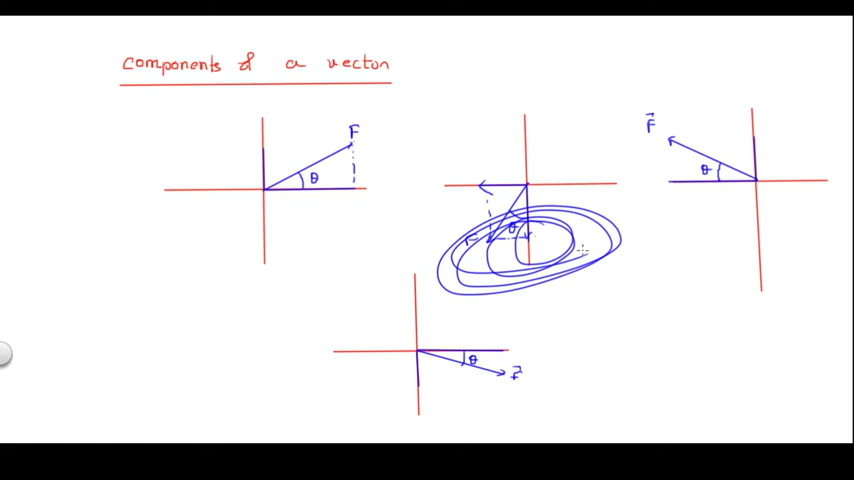 components of a vector
F
θ
θ
F⃗
θ
θ
F⃗